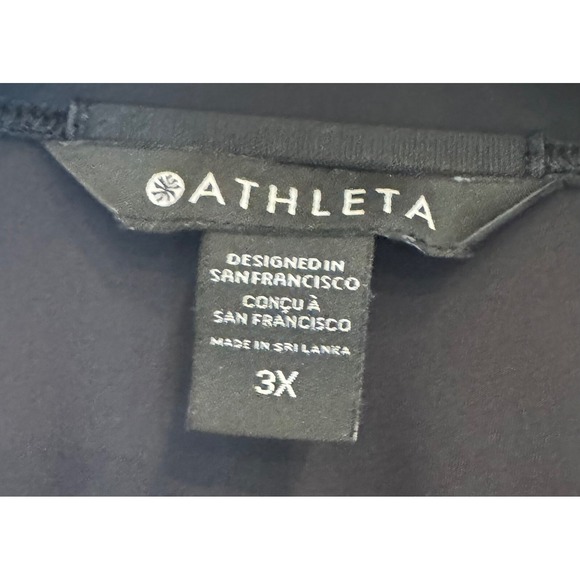 ATHLETA
DESIGNED IN
SAN FRANCISCO
CONÇU À
SAN FRANCISCO
MADE IN SRI LANKA
3X